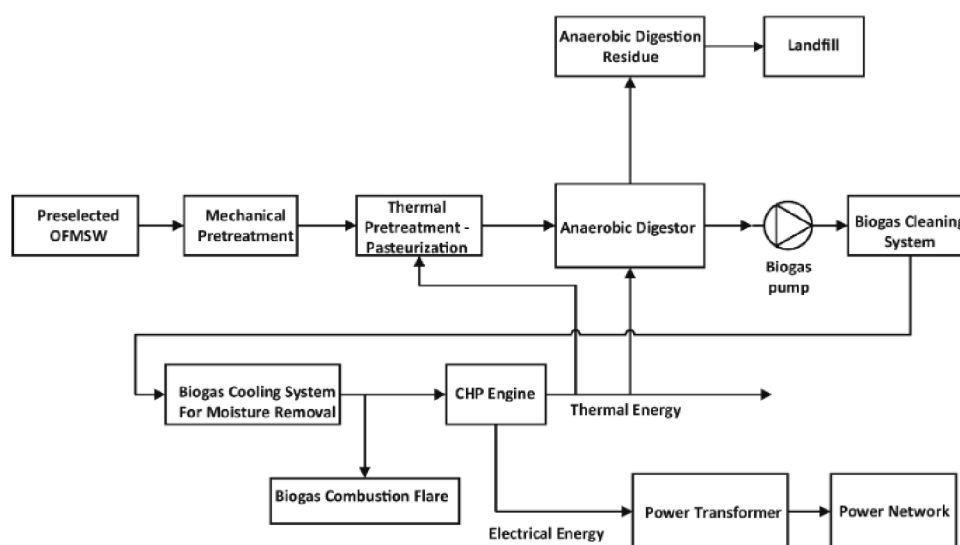 Anaerobic Digestion
Residue
Landfill
Preselected
OFMSW
Mechanical
Pretreatment
Thermal
Pretreatment -
Pasteurization
Anaerobic Digestor
Biogas
pump
Biogas Cleaning
System
Biogas Cooling System
For Moisture Removal
CHP Engine
Thermal Energy
Biogas Combustion Flare
Electrical Energy
Power Transformer
Power Network